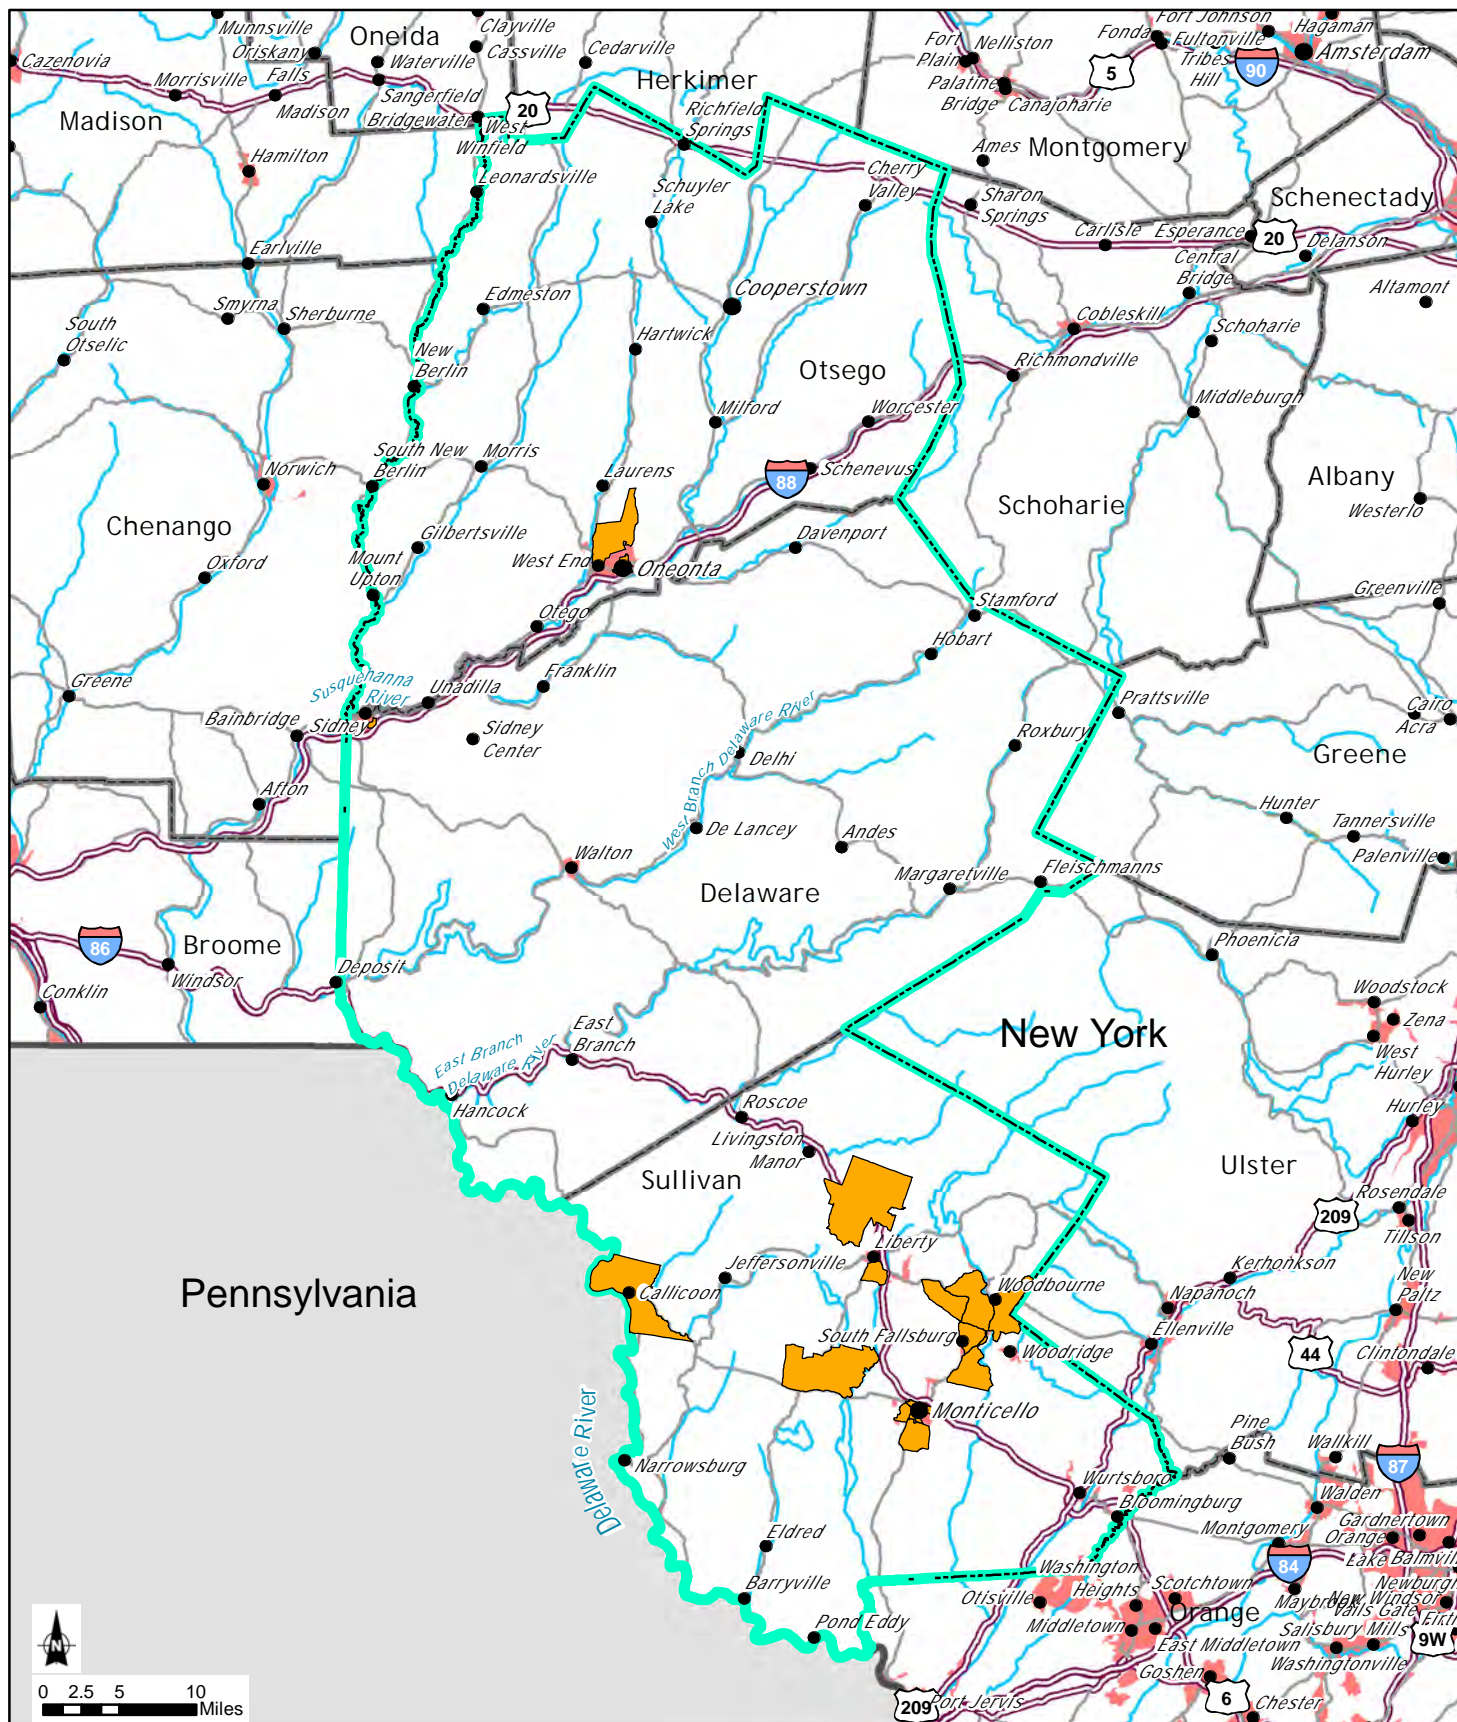 Munnsville
Clayville
Oneida
Cassville
Oriskany
Falls
Waterville
Cedarville
Cazenovia
Morrisville
Madison
Sangerfield
Bridgewater
Herkimer
Madison
West
Winfield
20
Richfield
Springs
Hamilton
Leonardsville
Schuyler
Lake
Cherry
Valley
Fort
Plain
Nelliston
Palatine
Bridge
Canajoharie
5
Fonda
Fort Johnson
Fultonville
Tribes
Hill
90
Hagaman
Amsterdam
Ames
Montgomery
Sharon
Springs
Schenectady
Carlisle
Esperance
20
Delanson
Central
Bridge
Altamont
Earlville
Smyrna
Sherburne
South
Otselic
Edmeston
Cooperstown
Hartwick
Cobleskill
Schoharie
New
Berlin
Otsego
Richmondville
Middleburgh
Milford
Worcester
Norwich
South New
Berlin
Morris
Laurens
88
Schenevus
Albany
Westerlo
Chenango
Schoharie
Gilbertsville
Davenport
Oxford
Mount
Upton
West End
Oneonta
Greenville
Otego
Stamford
Hobart
Greene
Susquehanna
River
Unadilla
Franklin
Prattsville
Cairo
Acra
Bainbridge
Sidney
Sidney
Center
West Branch Delaware River
Delhi
Roxbury
Greene
Afton
De Lancey
Andes
Hunter
Tannersville
Palenville
Walton
Margaretville
Fleischmanns
Delaware
86
Broome
Windsor
Deposit
Phoenicia
Conklin
Woodstock
Zena
West
Hurley
New York
East
Branch
East Branch
Delaware River
Hancock
Roscoe
Livingston
Manor
Hurley
Sullivan
Ulster
Rosendale
209
Tillson
Liberty
Jeffersonville
Kerhonkson
Pennsylvania
Callicoon
Woodbourne
Napanoch
New
Paltz
South Fallsburg
Woodridge
Ellenville
44
Clintondale
Delaware River
Monticello
Pine
Bush
Wallkill
87
Narrowsburg
Wurtsboro
Walden
Bloomingburg
Montgomery
Gardnertown
Orange
Lake
Balmville
Eldred
Washington
Heights
84
Newburgh
Barryville
Otisville
Scotchtown
Maybrook
New Windsor
Vails Gate
Orange
Pond Eddy
Middletown
East Middletown
Salisbury Mills
9W
Washingtonville
Goshen
N
0 2.5 5 10
Miles
209
Port Jervis
6
Chester